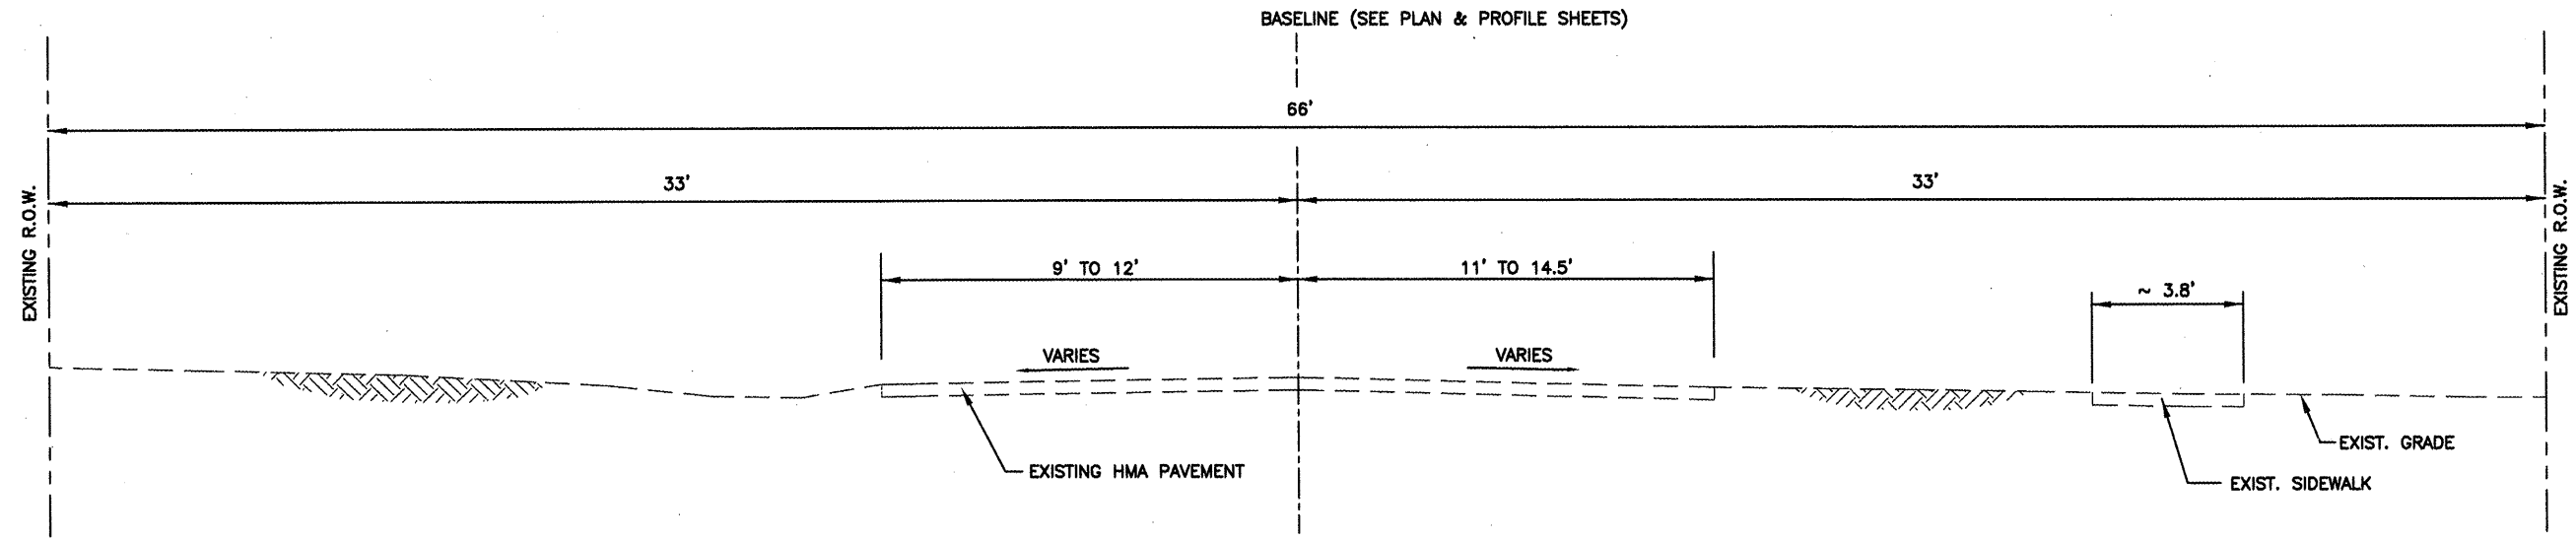 BASELINE (SEE PLAN & PROFILE SHEETS)
66'
33'
33'
EXISTING R.O.W.
EXISTING R.O.W.
9' TO 12'
11' TO 14.5'
~ 3.8'
VARIES
VARIES
EXIST. GRADE
EXISTING HMA PAVEMENT
EXIST. SIDEWALK